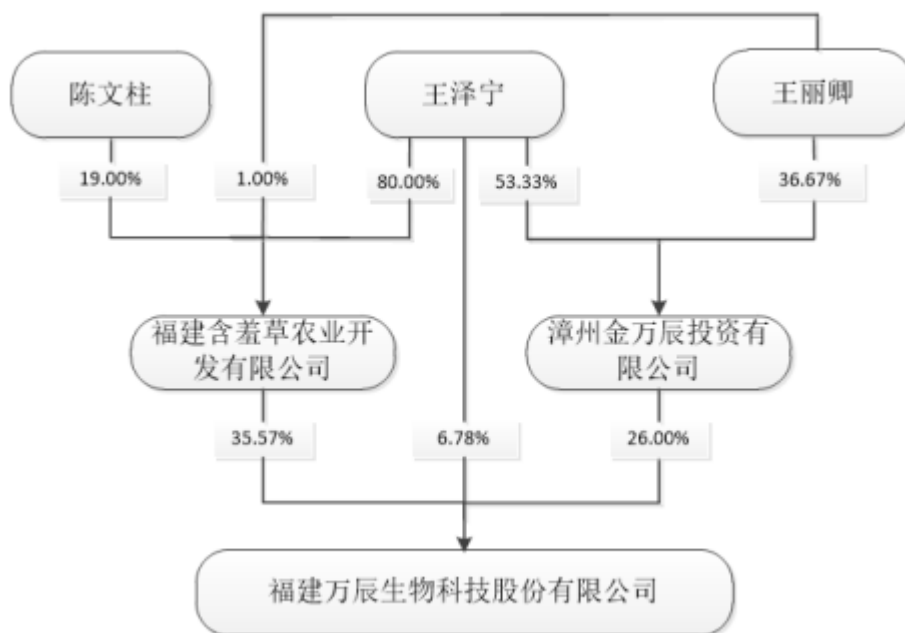 陈文柱
王泽宁
王丽卿
19.00%
1.00%
80.00%
53.33%
36.67%
福建含羞草农业开
发有限公司
漳州金万辰投资有
限公司
35.57%
6.78%
26.00%
福建万辰生物科技股份有限公司